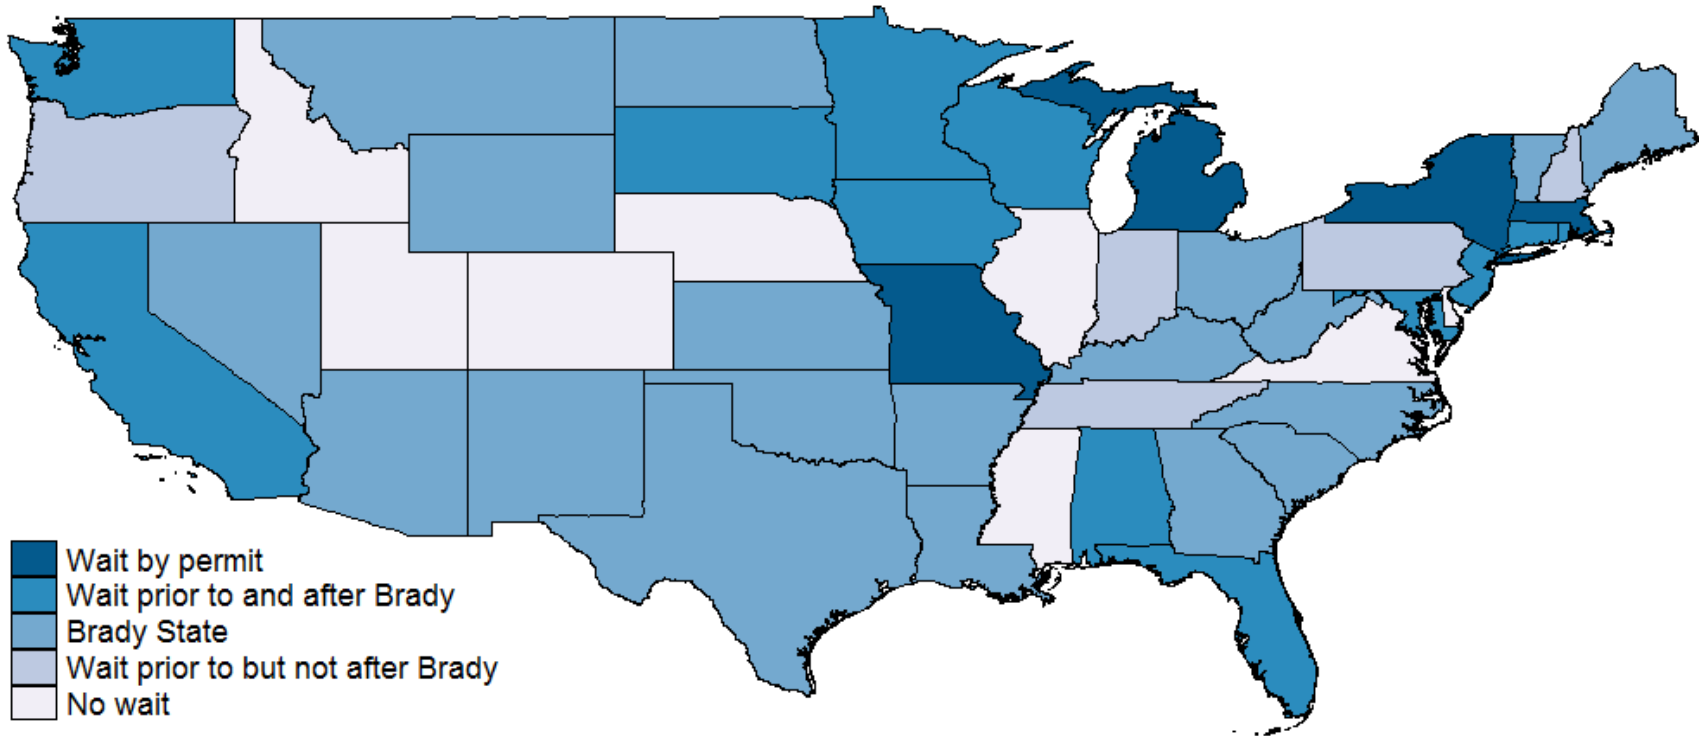 Wait by permit
Wait prior to and after Brady
Brady State
Wait prior to but not after Brady
No wait